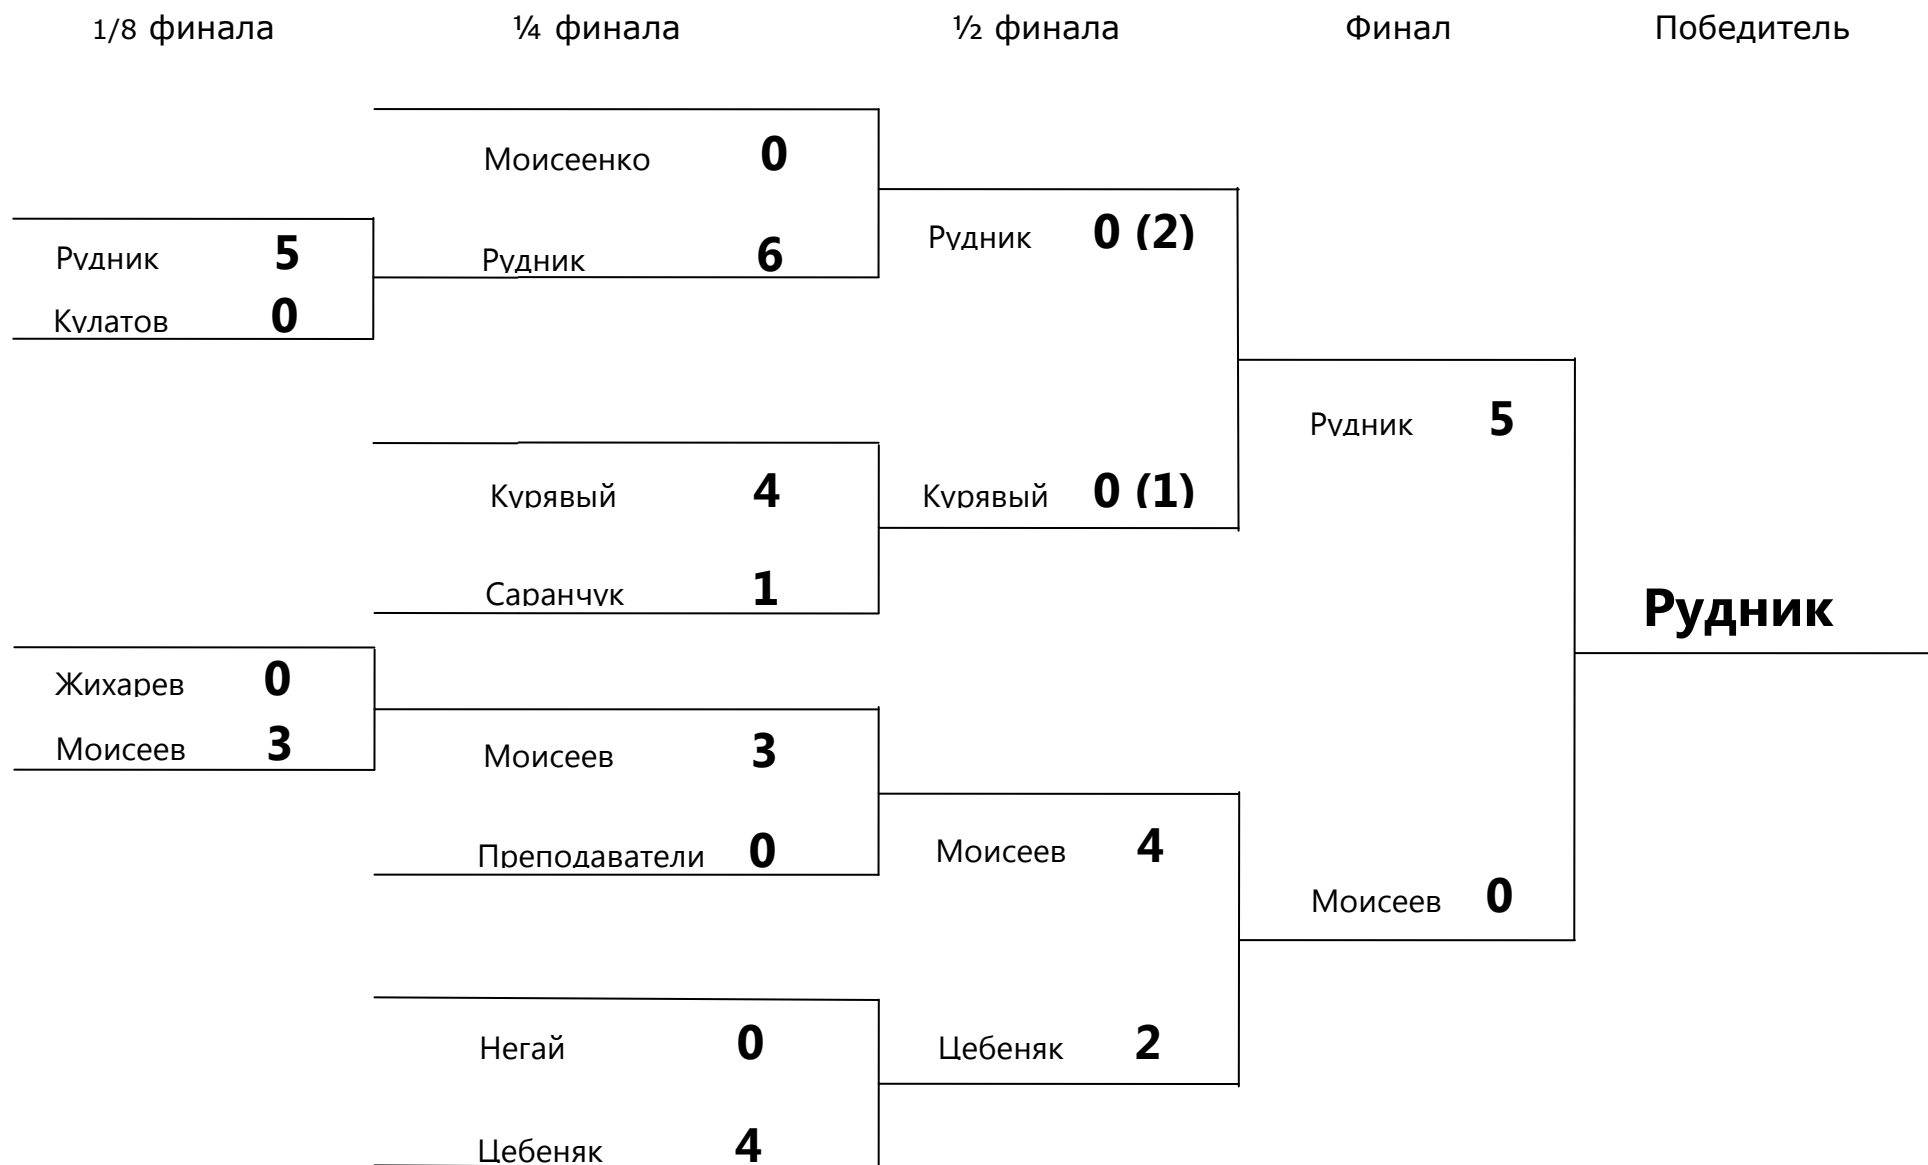 1/8 финала ¼ финала ½ финала Финал Победитель
Моисеенко 0
Рудник 0 (2)
Рудник 5
Рудник 6
Кулатов 0
Рудник 5
Курявый 4
Курявый 0 (1)
Саранчук 1
Рудник
Жихарев 0
Моисеев 3
Моисеев 3
Преподаватели 0
Моисеев 4
Моисеев 0
Негай 0
Цебеняк 2
Цебеняк 4